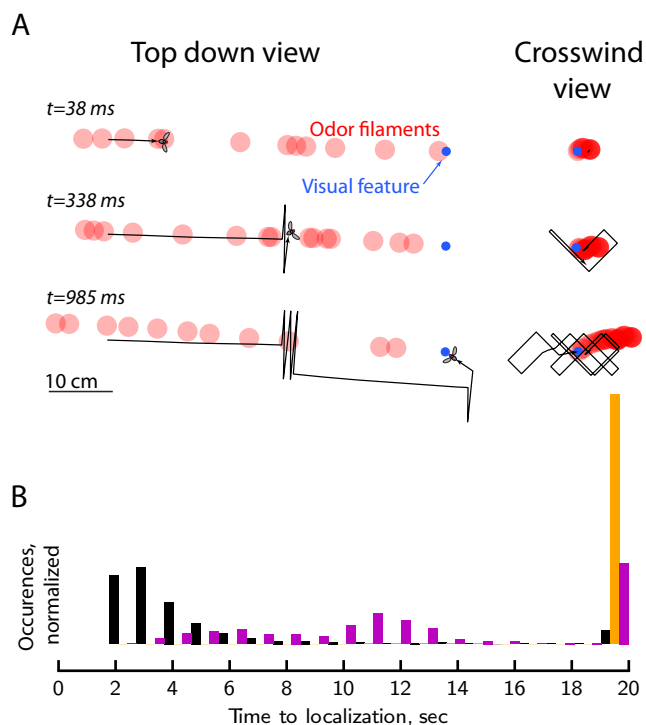 A
Top down view
Crosswind
view
t=38 ms
Odor filaments
Visual feature
t=338 ms
t=985 ms
10 cm
B
Occurences,
normalized
0 2 4 6 8 10 12 14 16 18 20
Time to localization, sec